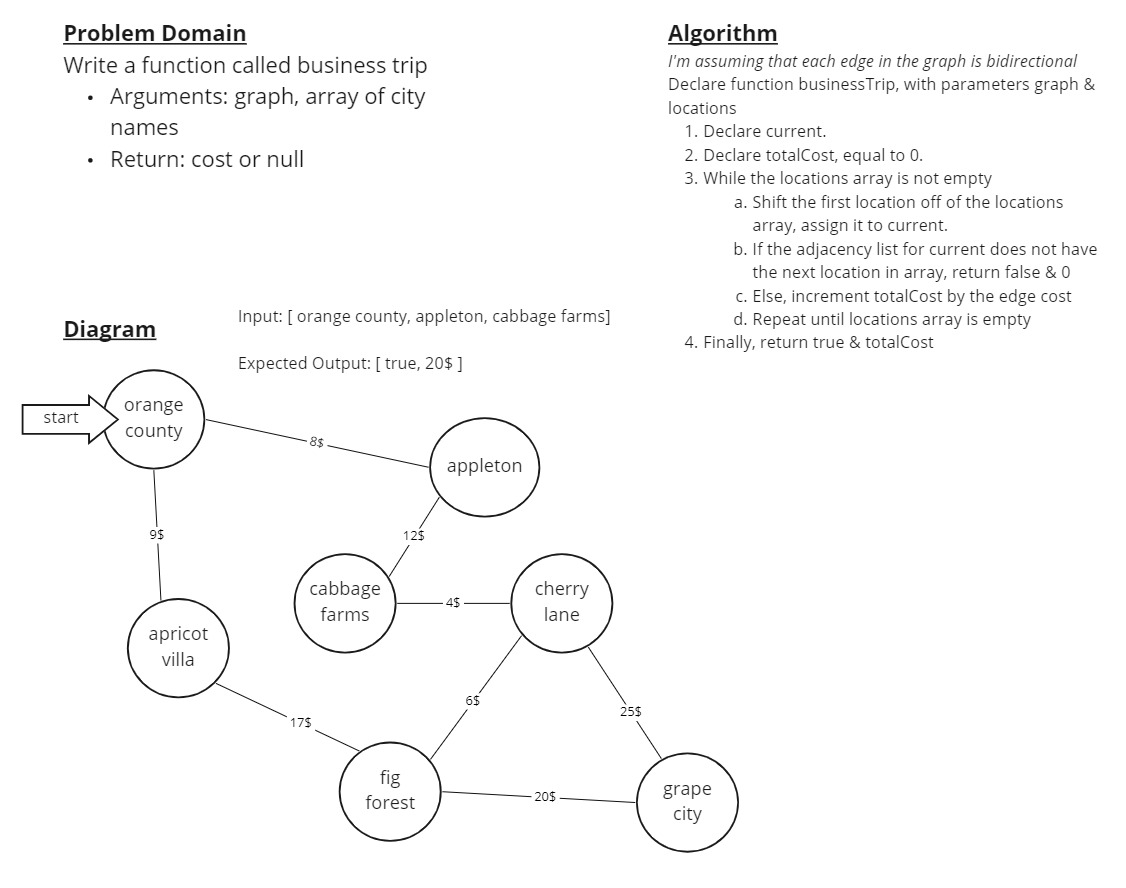 Problem Domain
Write a function called business trip
• Arguments: graph, array of city
names
• Return: cost or null
Algorithm
I'm assuming that each edge in the graph is bidirectional
Declare function businessTrip, with parameters graph &
locations
1. Declare current.
2. Declare totalCost, equal to 0.
3. While the locations array is not empty
a. Shift the first location off of the locations
array, assign it to current.
b. If the adjacency list for current does not have
the next location in array, return false & 0
c. Else, increment totalCost by the edge cost
d. Repeat until locations array is empty
4. Finally, return true & totalCost
Diagram
Input: [ orange county, appleton, cabbage farms]
Expected Output: [ true, 20$ ]
start
orange
county
8$
appleton
9$
12$
cabbage
farms
4$
cherry
lane
apricot
villa
6$
25$
17$
fig
forest
20$
grape
city